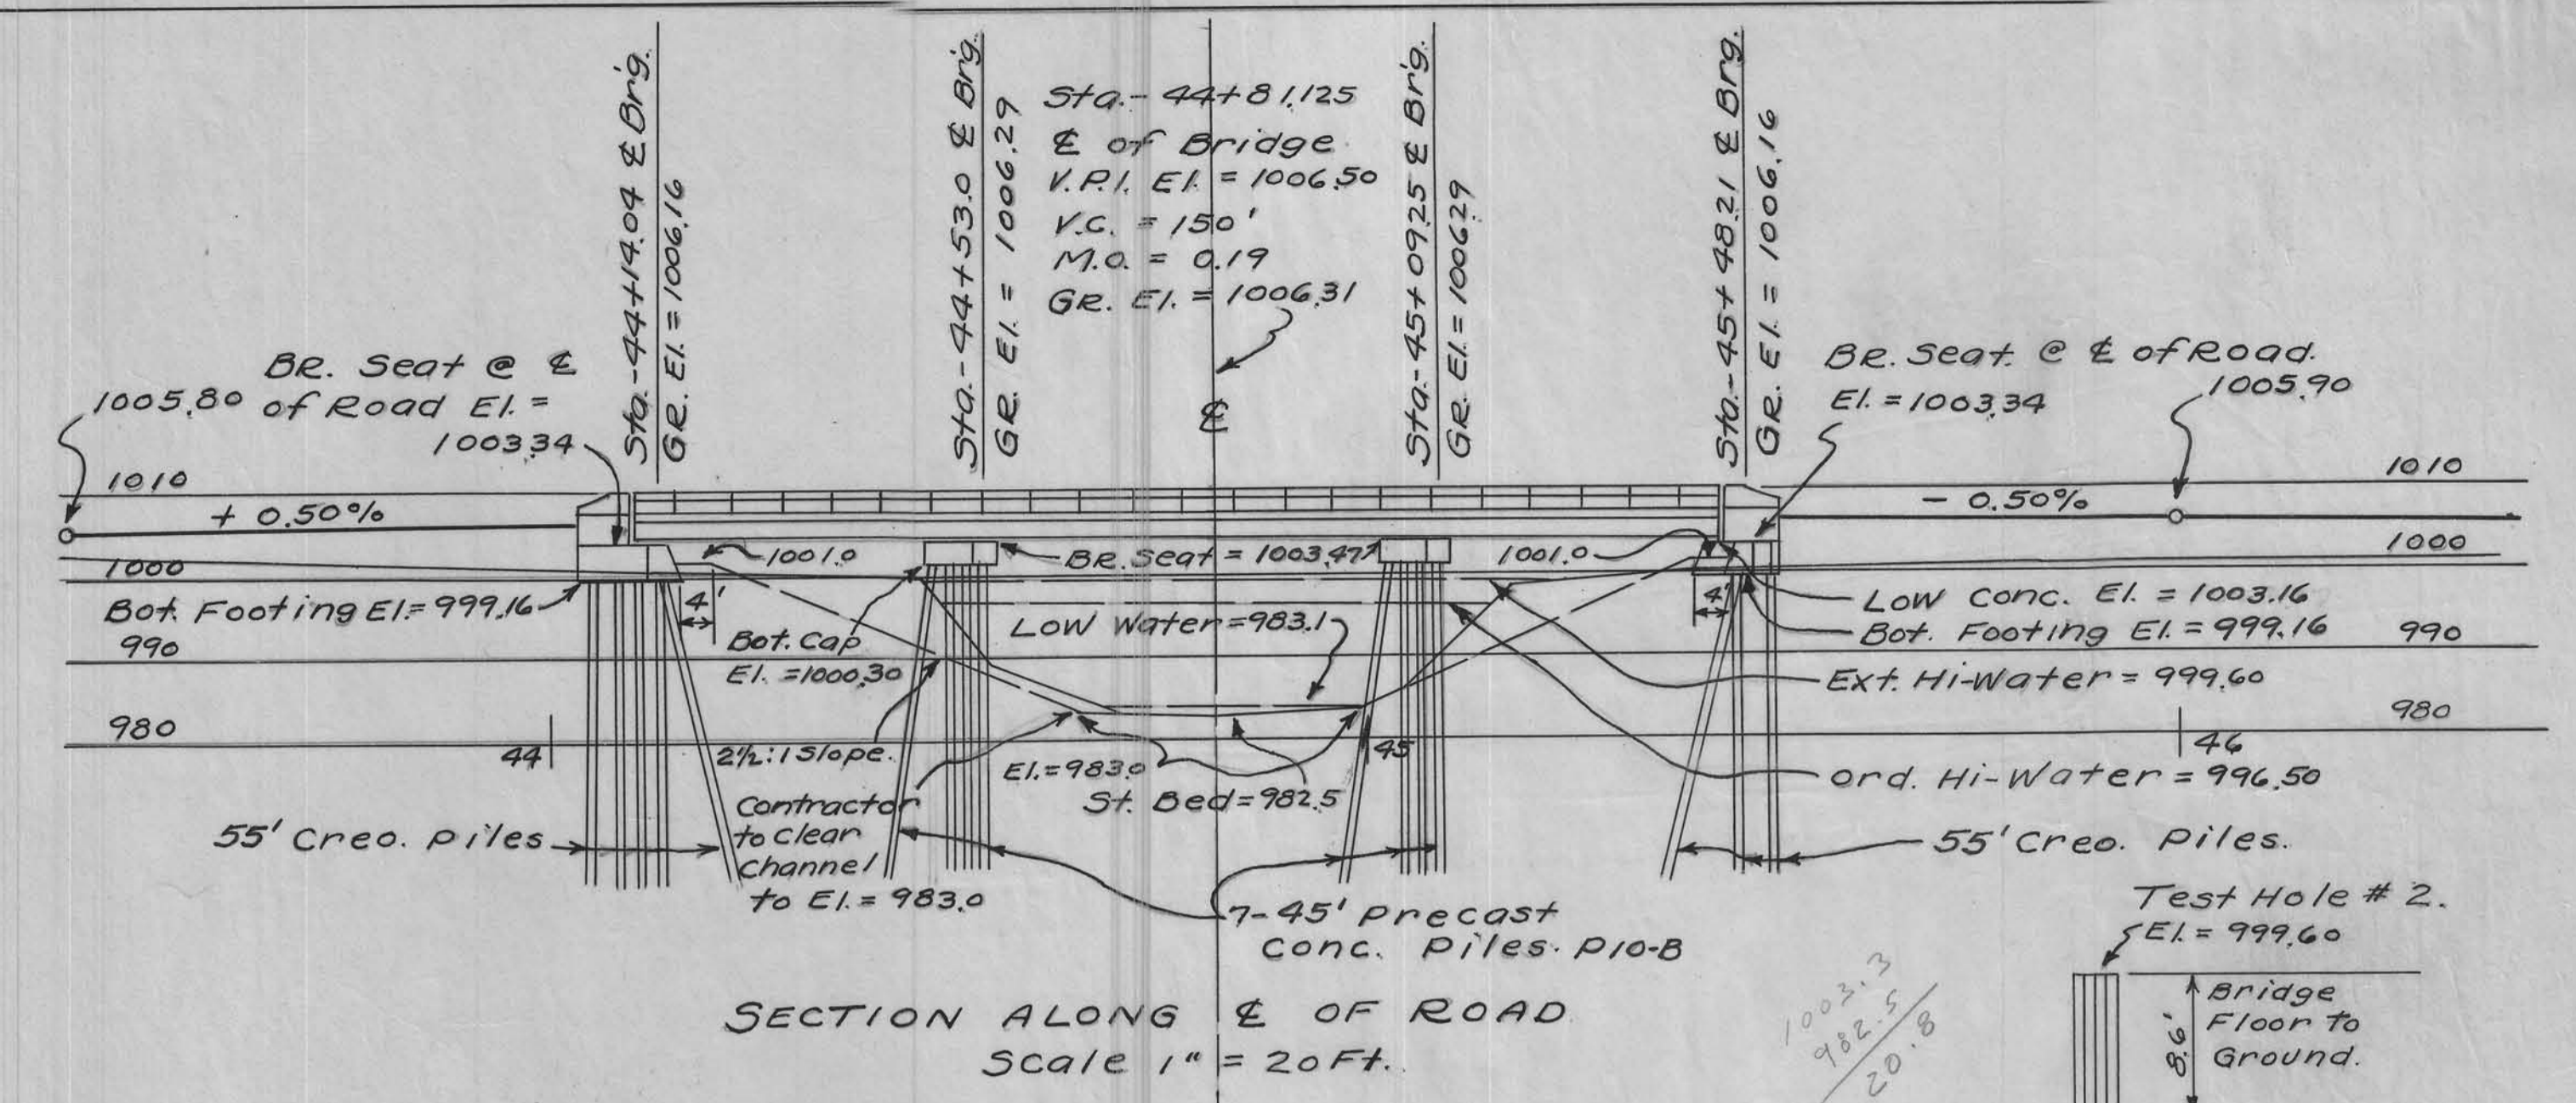 Sta.-44+14.04 ℄ Br'g.
GR. El. = 1006.16
Sta.-44+53.0 ℄ Br'g.
GR. El. = 1006.29
Sta.- 44+81.125
℄ of Bridge
V.P.I. El. = 1006.50
V.C. = 150'
M.O. = 0.19
GR. El. = 1006.31
Sta.-45+09.25 ℄ Br'g.
GR. El. = 1006.29
Sta.-45+48.21 ℄ Brg.
GR. El. = 1006.16
BR. Seat @ ℄
of Road El. =
1003.34
1005.80
℄
BR. Seat @ ℄ of Road.
El. = 1003.34
1005.90
1010
+ 0.50%
1010
- 0.50%
1000
1001.0
BR. Seat = 1003.47
1001.0
1000
Bot. Footing El. = 999.16
4'
Bot. Cap
El. = 1000.30
Low Water = 983.1
4'
Low Conc. El. = 1003.16
Bot. Footing El. = 999.16
990
990
Ext. Hi-Water = 999.60
980
980
44
2½:1 Slope.
El. = 983.0
St. Bed = 982.5
45
46
Ord. Hi-Water = 996.50
Contractor
to Clear
Channel
to El. = 983.0
55' Creo. Piles
55' Creo. Piles.
7-45' Precast
Conc. Piles. P10-B
Test Hole # 2.
El. = 999.60
Bridge
Floor to
Ground.
8.6'
SECTION ALONG ℄ OF ROAD
Scale 1" = 20 Ft.
1003.3
982.5
20.8